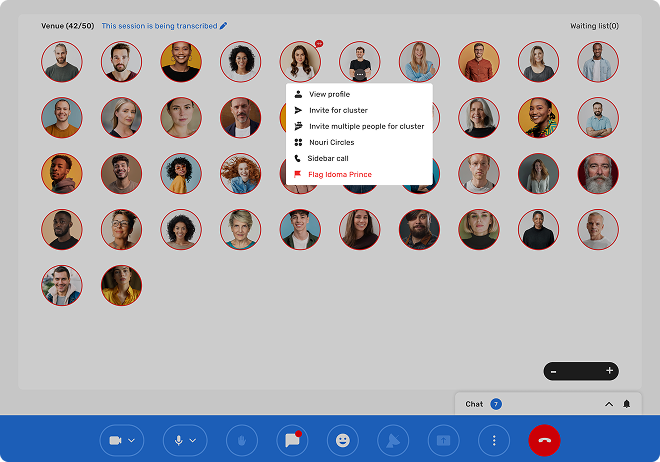 Venue (42/50) This session is being transcribed Waiting list(0)
View profile
Invite for cluster
Invite multiple people for cluster
Nouri Circles
Sidebar call
Flag Idoma Prince
Chat 7